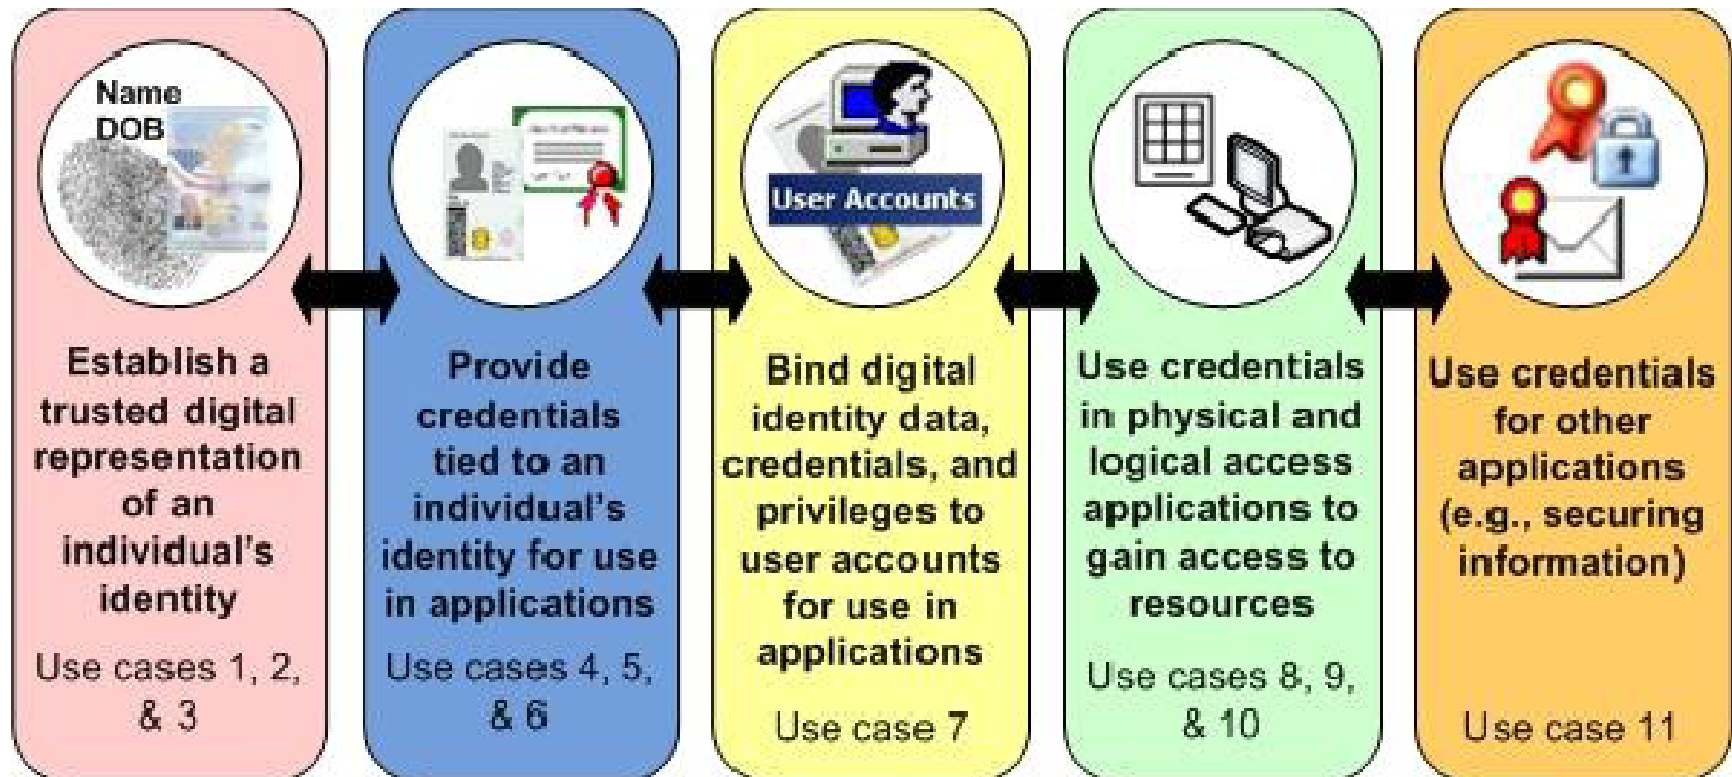 Name
DOB
Establish a
trusted digital
representation
of an
individual's
identity
Use cases 1, 2,
& 3
Provide
credentials
tied to an
individual's
identity for use
in applications
Use cases 4, 5,
& 6
User Accounts
Bind digital
identity data,
credentials, and
privileges to
user accounts
for use in
applications
Use case 7
Use credentials
in physical and
logical access
applications to
gain access to
resources
Use cases 8, 9,
& 10
Use credentials
for other
applications
(e.g., securing
information)
Use case 11